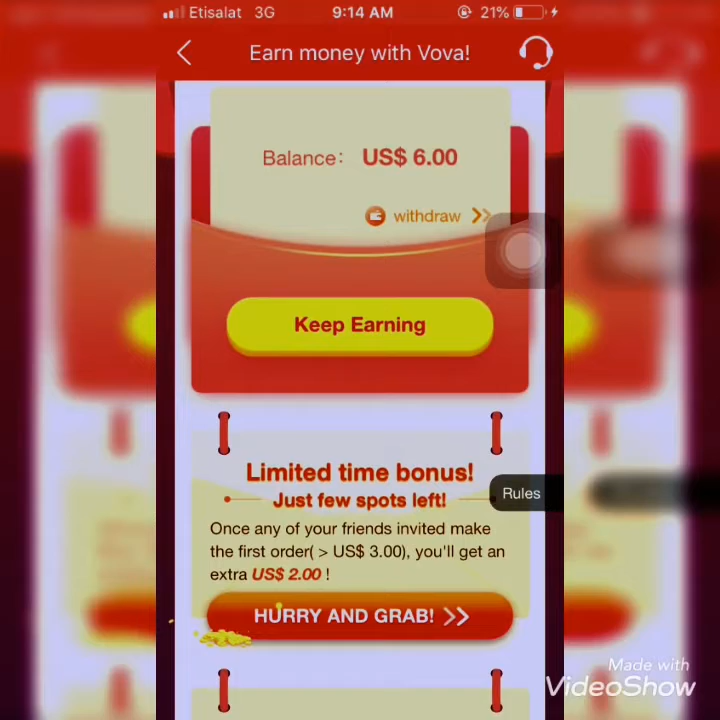 Etisalat 3G 9:14 AM 21%
Earn money with Vova!
Balance: US$ 6.00
withdraw
Keep Earning
Limited time bonus!
Just few spots left!
Rules
Once any of your friends invited make
the first order( > US$ 3.00), you'll get an
extra US$ 2.00 !
HURRY AND GRAB!
Made with
VideoShow